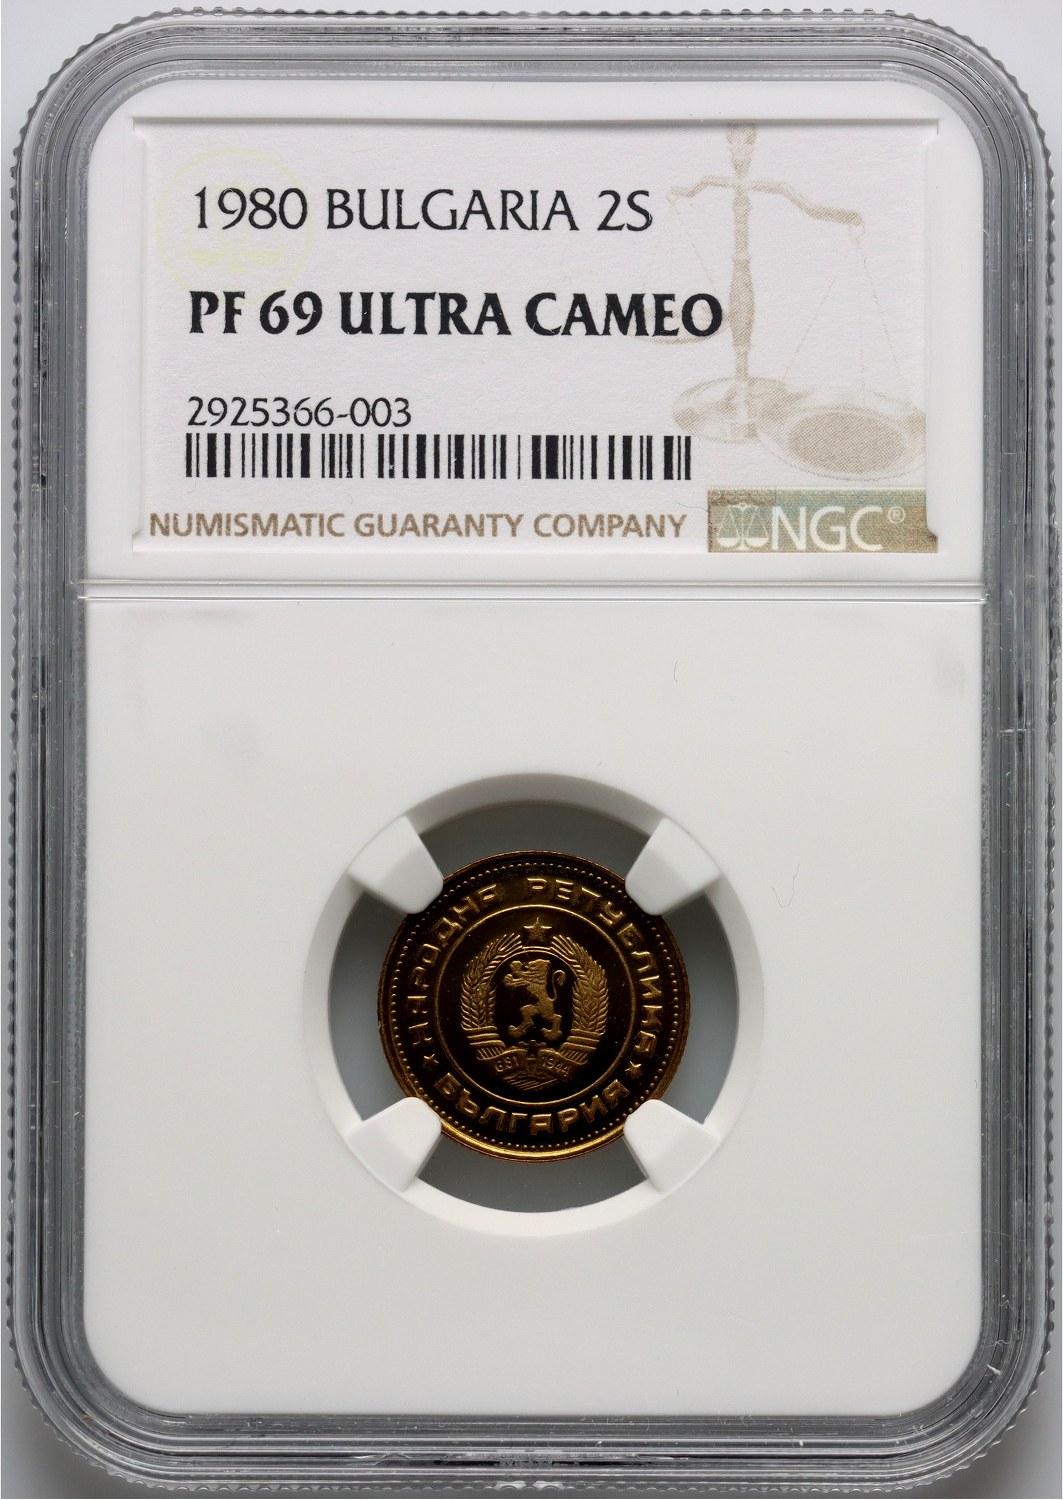 1980 BULGARIA 2S
PF 69 ULTRA CAMEO
2925366-003
NUMISMATIC GUARANTY COMPANY
NGC®
НАРОДНА РЕПУБЛИКА
БЪЛГАРИЯ
681 1944